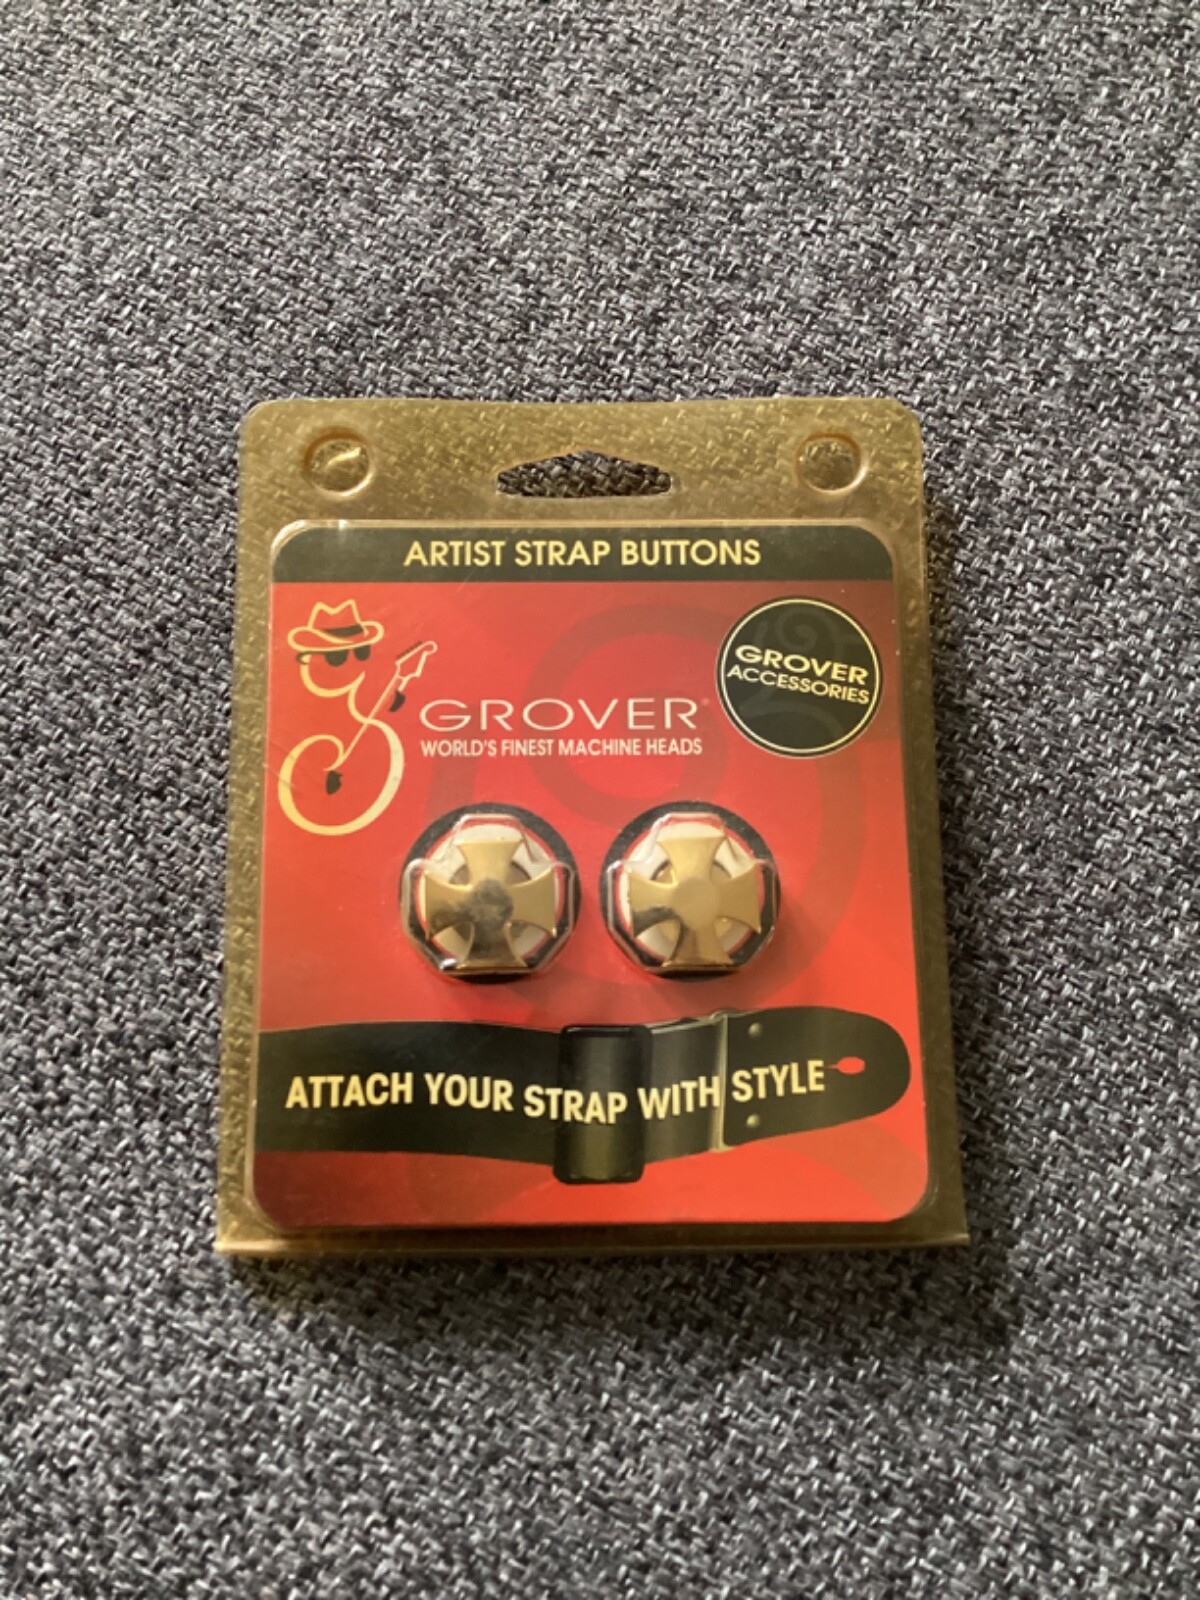 ARTIST STRAP BUTTONS
GROVER
ACCESSORIES
GROVER®
WORLD'S FINEST MACHINE HEADS
ATTACH YOUR STRAP WITH STYLE